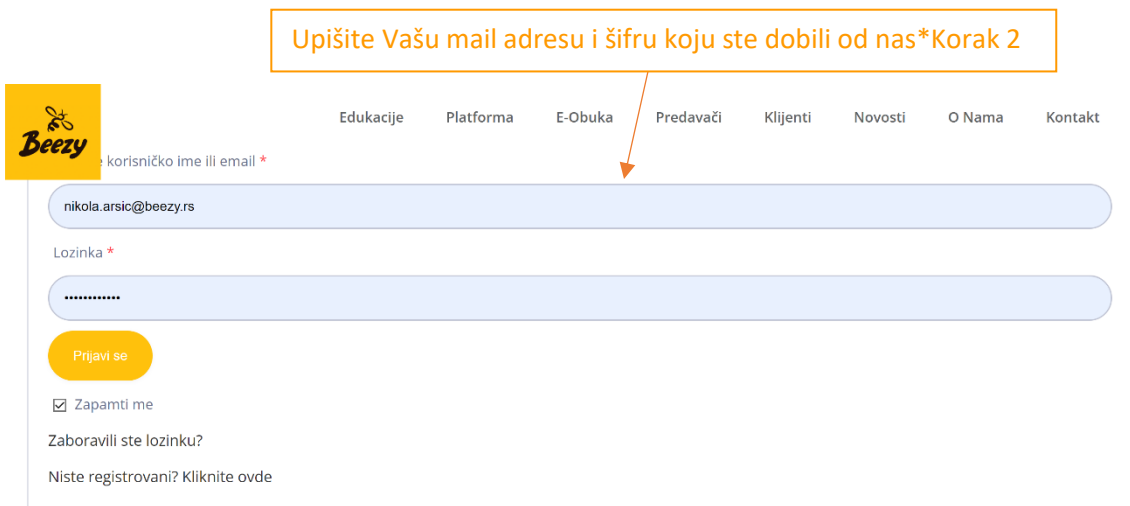 Upišite Vašu mail adresu i šifru koju ste dobili od nas*Korak 2
Beezy
Edukacije Platforma E-Obuka Predavači Klijenti Novosti O Nama Kontakt
korisničko ime ili email *
nikola.arsic@beezy.rs
Lozinka *
••••••••••••
Prijavi se
Zapamti me
Zaboravili ste lozinku?
Niste registrovani? Kliknite ovde